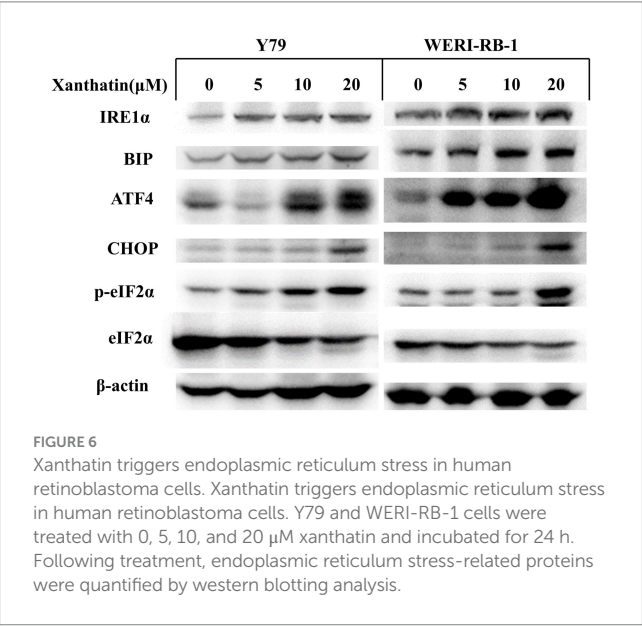 Y79 WERI-RB-1
Xanthatin(μM) 0 5 10 20 0 5 10 20
IRE1α
BIP
ATF4
CHOP
p-eIF2α
eIF2α
β-actin
FIGURE 6
Xanthatin triggers endoplasmic reticulum stress in human
retinoblastoma cells. Xanthatin triggers endoplasmic reticulum stress
in human retinoblastoma cells. Y79 and WERI-RB-1 cells were
treated with 0, 5, 10, and 20 μM xanthatin and incubated for 24 h.
Following treatment, endoplasmic reticulum stress-related proteins
were quantified by western blotting analysis.